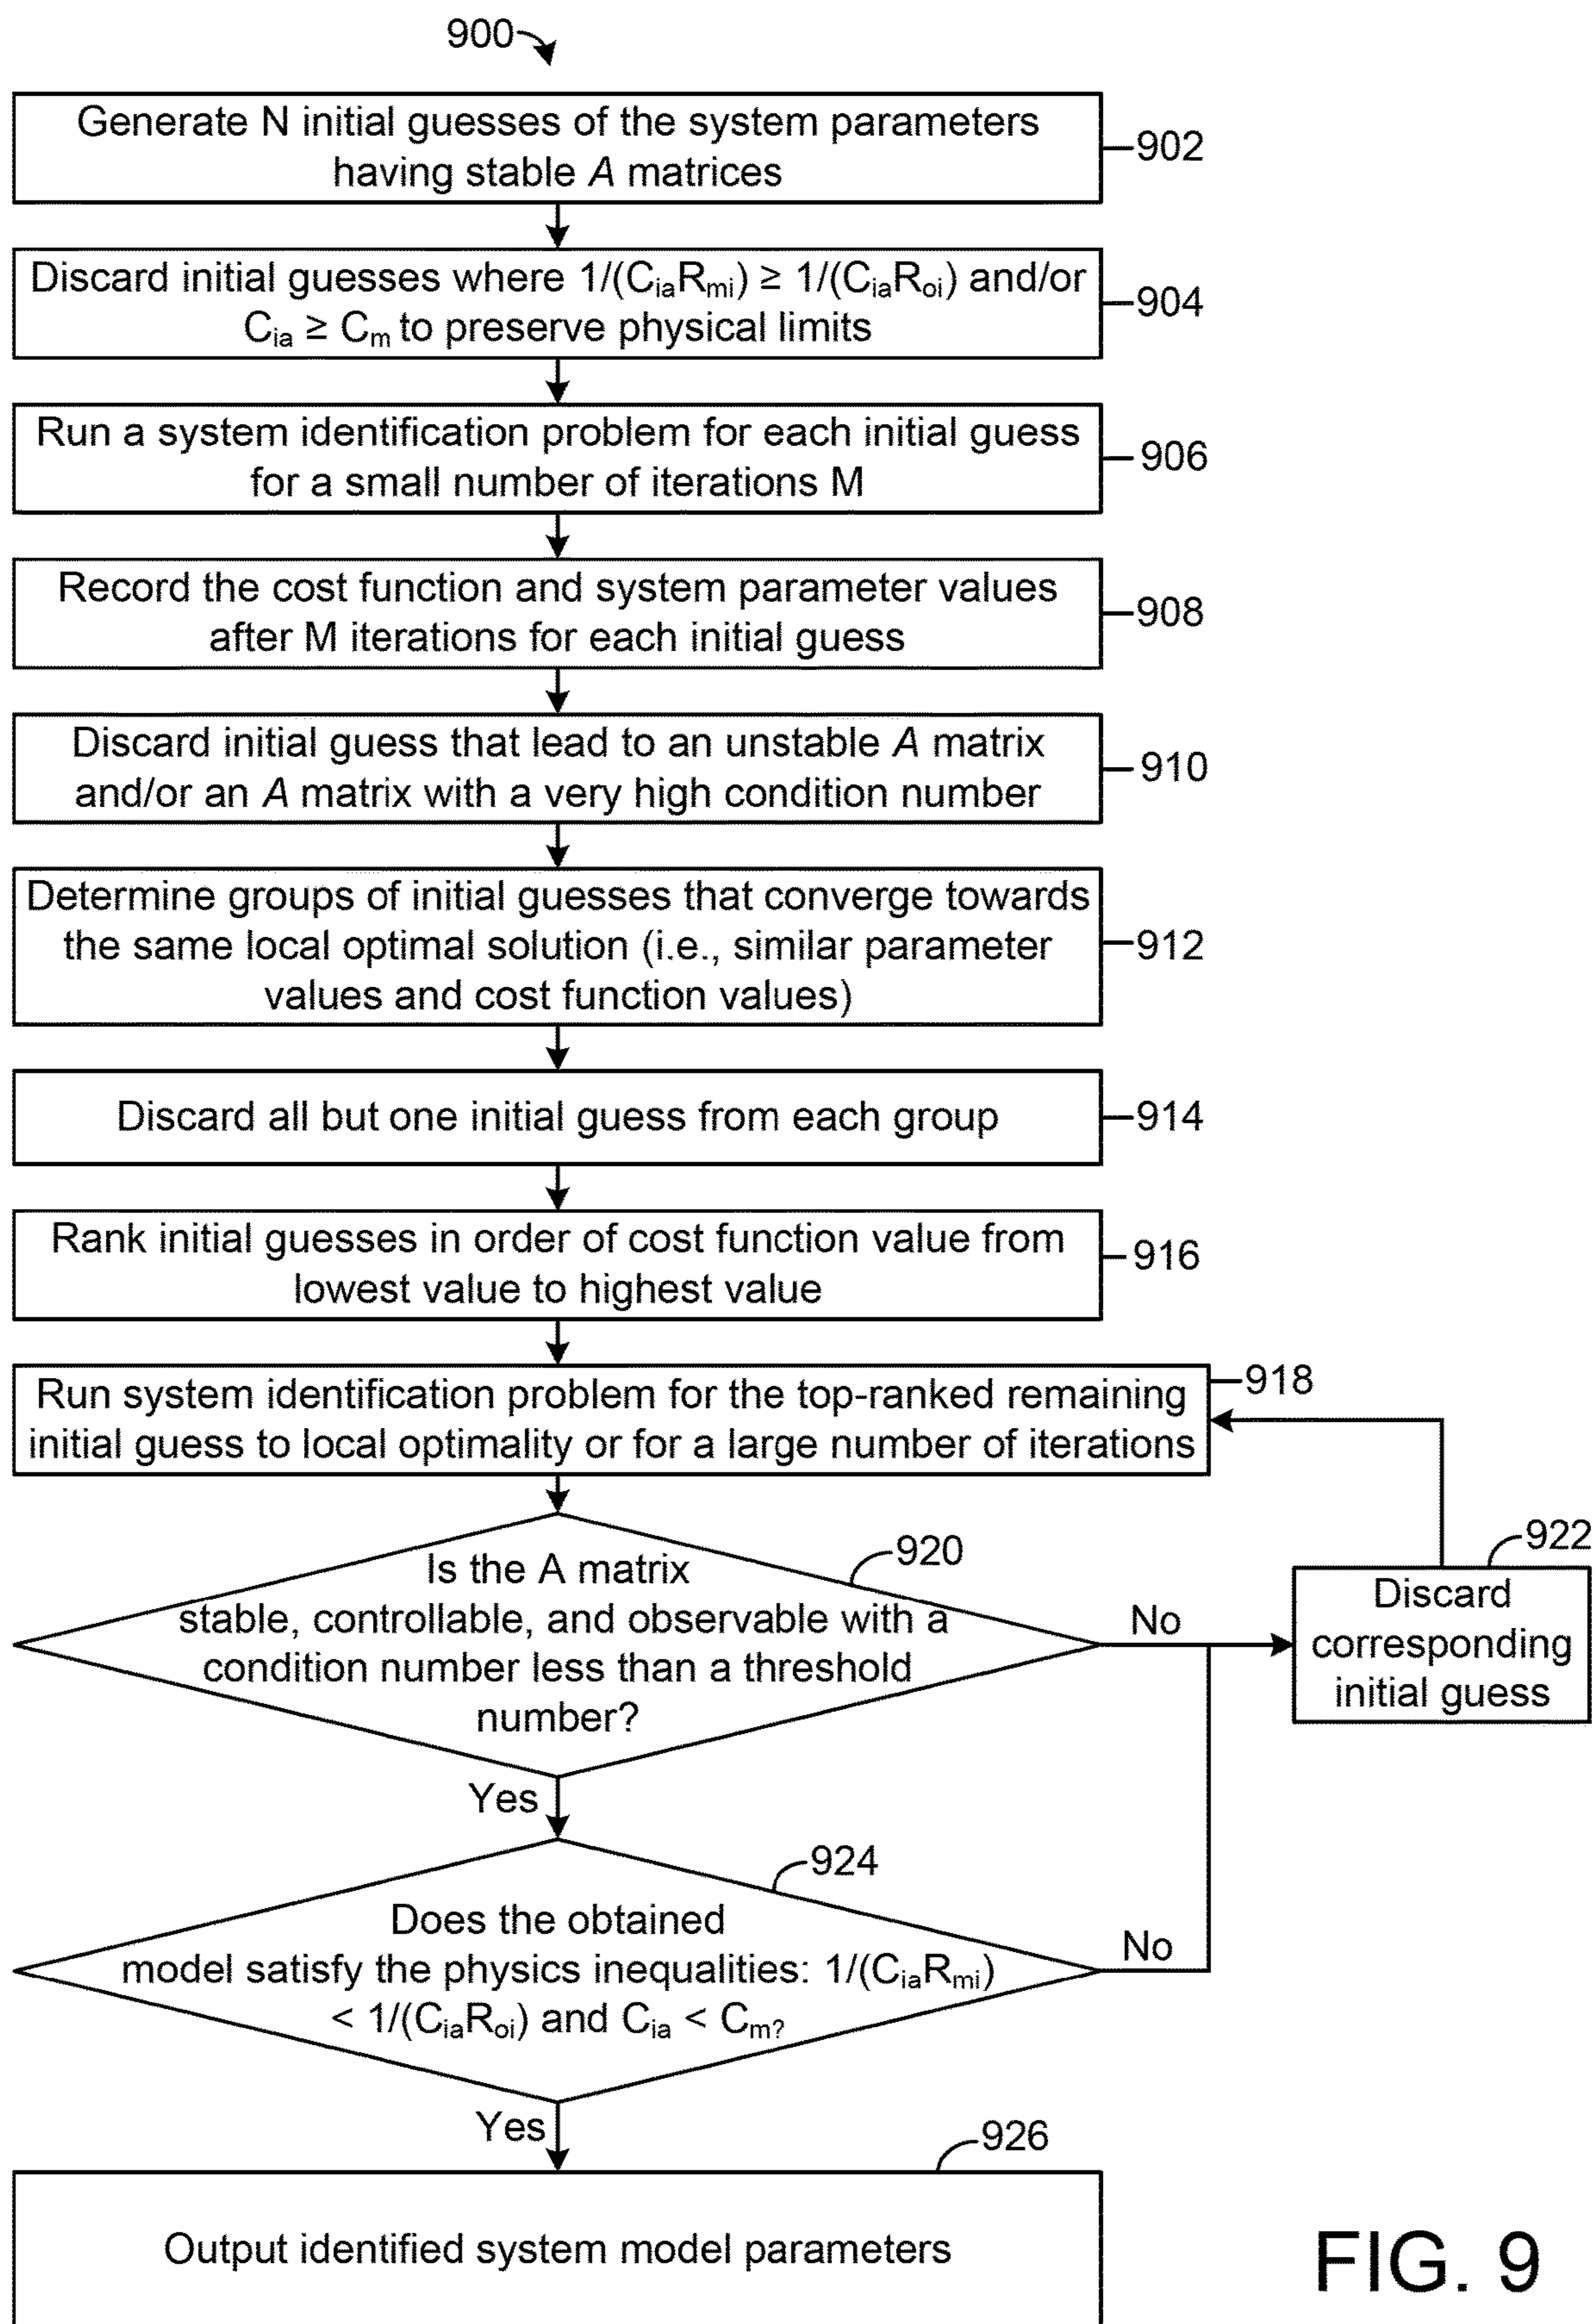 900
Generate N initial guesses of the system parameters
having stable A matrices
902
Discard initial guesses where 1/(CiaRmi) ≥ 1/(CiaRoi) and/or
Cia ≥ Cm to preserve physical limits
904
Run a system identification problem for each initial guess
for a small number of iterations M
906
Record the cost function and system parameter values
after M iterations for each initial guess
908
Discard initial guess that lead to an unstable A matrix
and/or an A matrix with a very high condition number
910
Determine groups of initial guesses that converge towards
the same local optimal solution (i.e., similar parameter
values and cost function values)
912
Discard all but one initial guess from each group
914
Rank initial guesses in order of cost function value from
lowest value to highest value
916
Run system identification problem for the top-ranked remaining
initial guess to local optimality or for a large number of iterations
918
Is the A matrix
stable, controllable, and observable with a
condition number less than a threshold
number?
920
No
922
Discard
corresponding
initial guess
Yes
924
Does the obtained
model satisfy the physics inequalities: 1/(CiaRmi)
< 1/(CiaRoi) and Cia < Cm?
No
Yes
926
Output identified system model parameters
FIG. 9